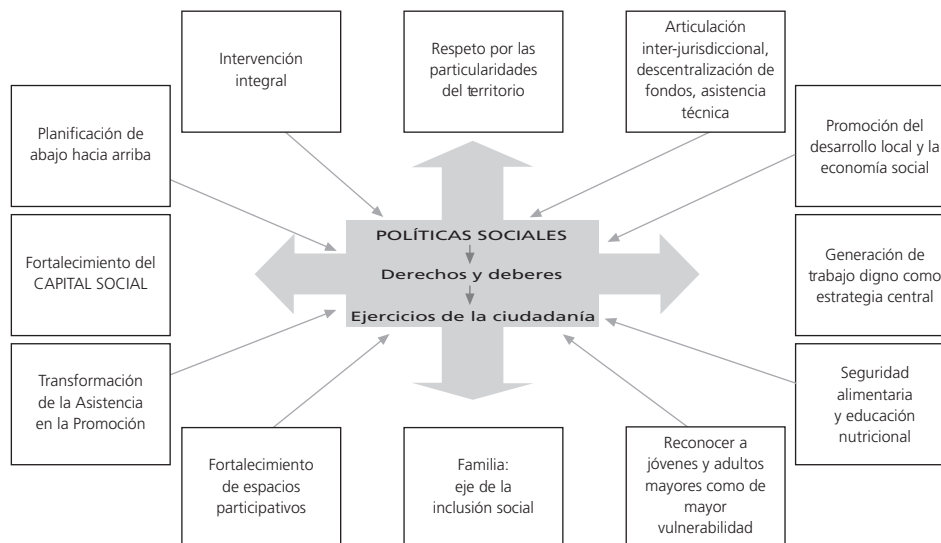 Intervención
integral
Respeto por las
particularidades
del territorio
Articulación
inter-jurisdiccional,
descentralización de
fondos, asistencia
técnica
Planificación de
abajo hacia arriba
Promoción del
desarrollo local y la
economía social
POLÍTICAS SOCIALES
Derechos y deberes
Ejercicios de la ciudadanía
Fortalecimiento del
CAPITAL SOCIAL
Generación de
trabajo digno como
estrategia central
Transformación
de la Asistencia
en la Promoción
Seguridad
alimentaria
y educación
nutricional
Fortalecimiento
de espacios
participativos
Familia:
eje de la
inclusión social
Reconocer a
jóvenes y adultos
mayores como de
mayor
vulnerabilidad